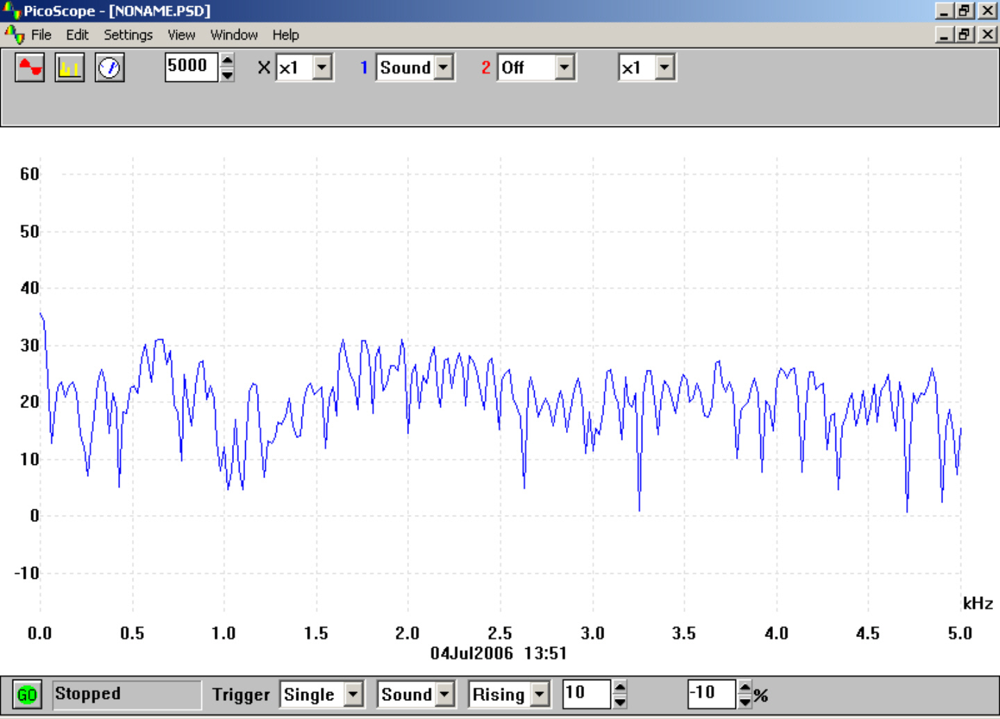 PicoScope - [NONAME.PSD]
File Edit Settings View Window Help
5000 X x1 1 Sound 2 Off x1
60
50
40
30
20
10
0
-10
kHz
0.0 0.5 1.0 1.5 2.0 2.5 3.0 3.5 4.0 4.5 5.0
04Jul2006 13:51
GO Stopped Trigger Single Sound Rising 10 -10 %